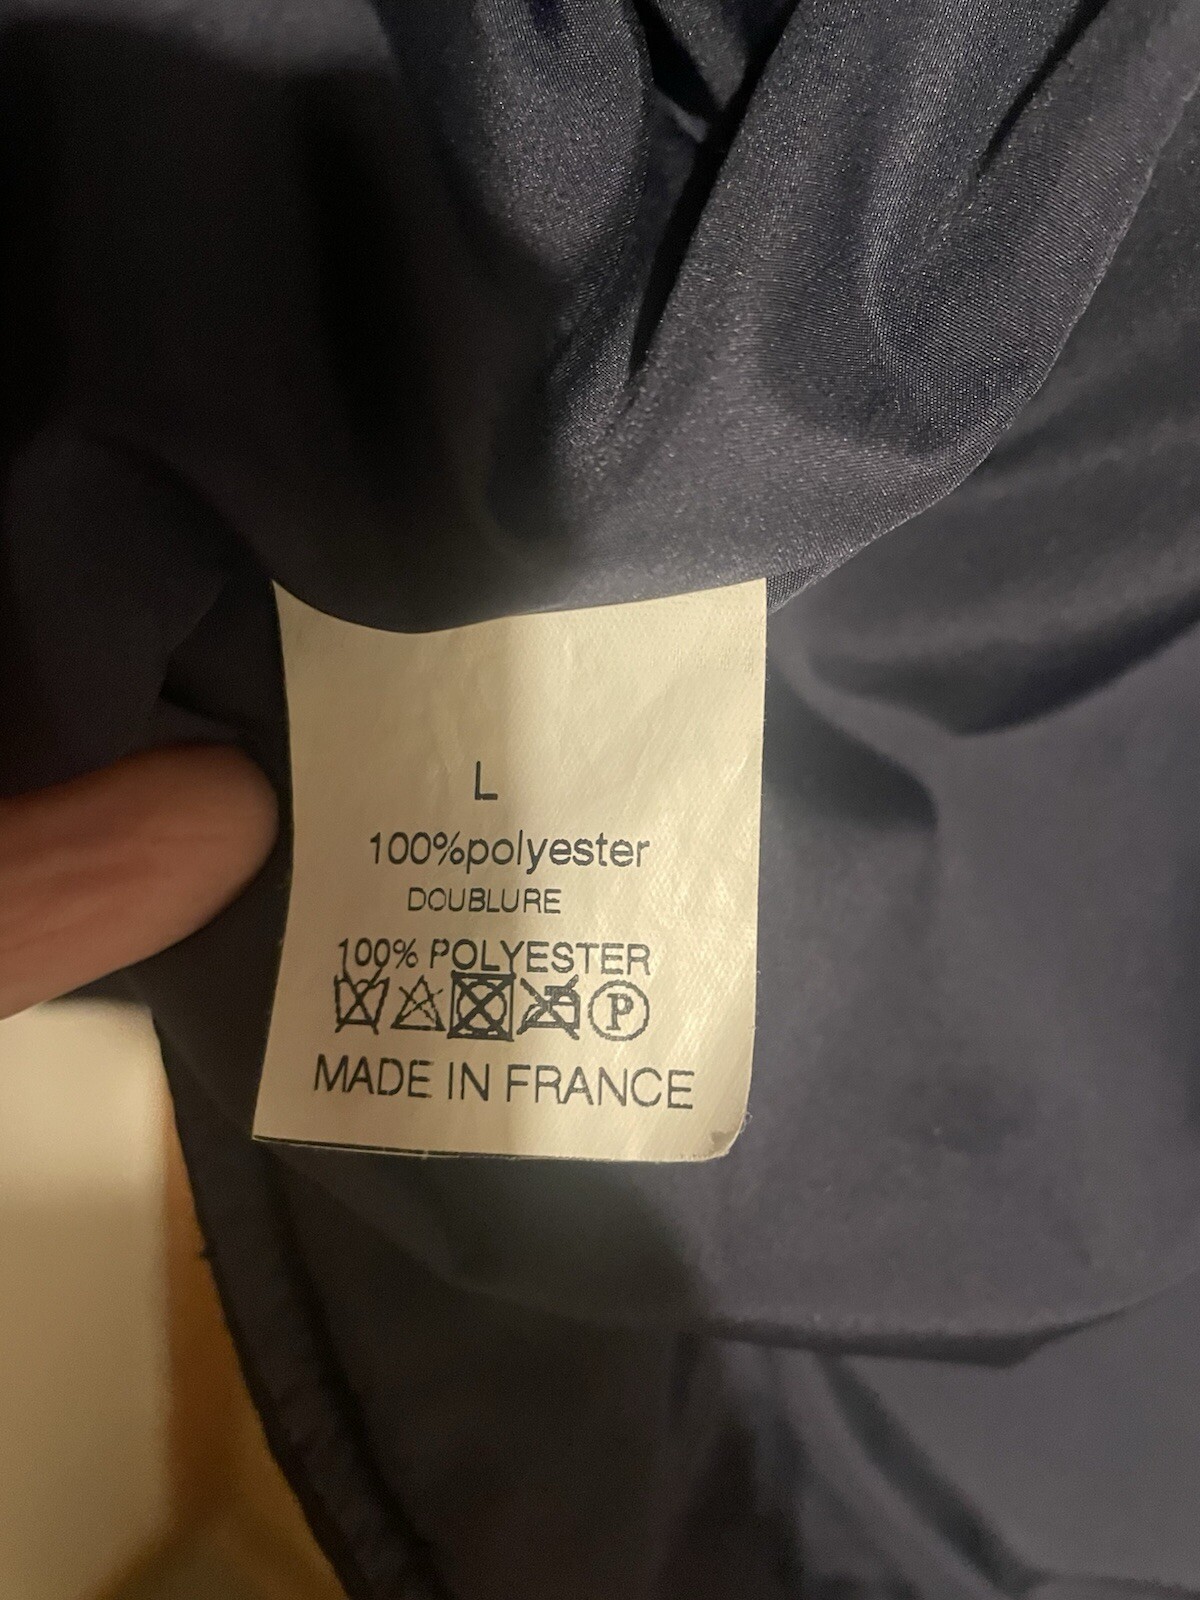 L
100%polyester
DOUBLURE
100% POLYESTER
P
MADE IN FRANCE